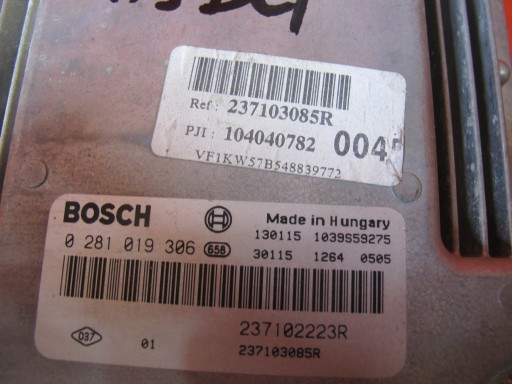 Ref : 237103085R
PJI : 104040782 004
VF1KW57B548839772
BOSCH Made in Hungary
130115 1039S59275
0 281 019 306 65B 30115 1264 0505
237102223R
D37 01 237103085R